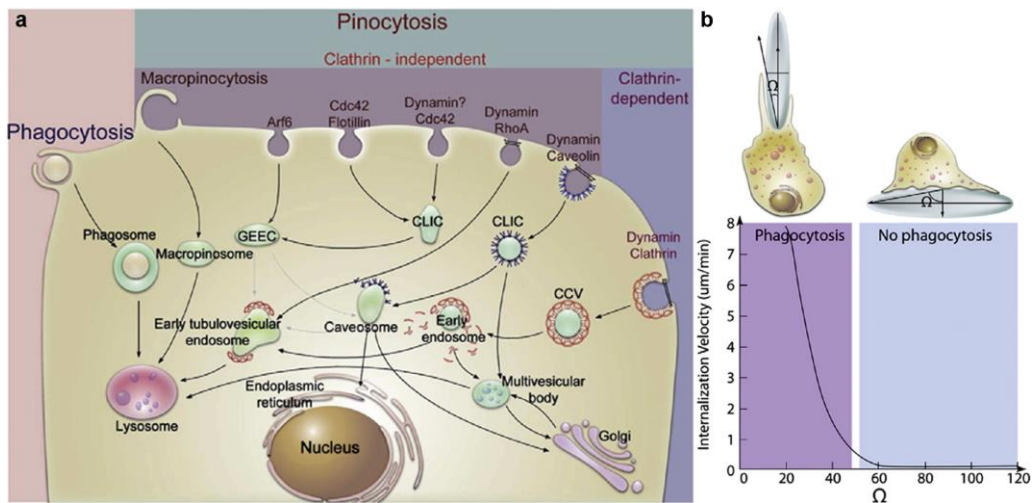 a
Pinocytosis
Clathrin - independent
Macropinocytosis
Clathrin-
dependent
Phagocytosis
Arf6
Cdc42
Flotillin
Dynamin?
Cdc42
Dynamin
RhoA
Dynamin
Caveolin
Phagosome
Macropinosome
GEEC
CLIC
CLIC
Dynamin
Clathrin
CCV
Early tubulovesicular
endosome
Caveosome
Early
endosome
Lysosome
Endoplasmic
reticulum
Multivesicular
body
Nucleus
Golgi
b
Ω
Ω
Phagocytosis
No phagocytosis
Internalization Velocity (um/min)
8
7
6
5
4
3
2
1
0
0
20
40
60
80
100
120
Ω